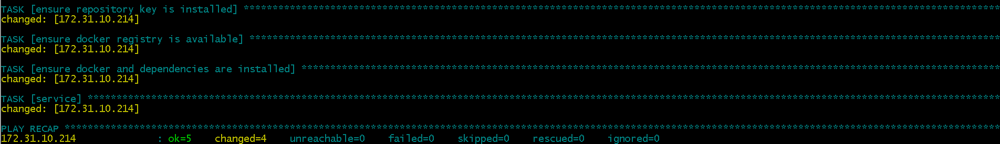 TASK [ensure repository key is installed] ***********************************************************************************************************************************
changed: [172.31.10.214]
TASK [ensure docker registry is available] **********************************************************************************************************************************
changed: [172.31.10.214]
TASK [ensure docker and dependencies are installed] *************************************************************************************************************************
changed: [172.31.10.214]
TASK [service] **************************************************************************************************************************************************************
changed: [172.31.10.214]
PLAY RECAP ******************************************************************************************************************************************************************
172.31.10.214              : ok=5    changed=4    unreachable=0    failed=0    skipped=0    rescued=0    ignored=0